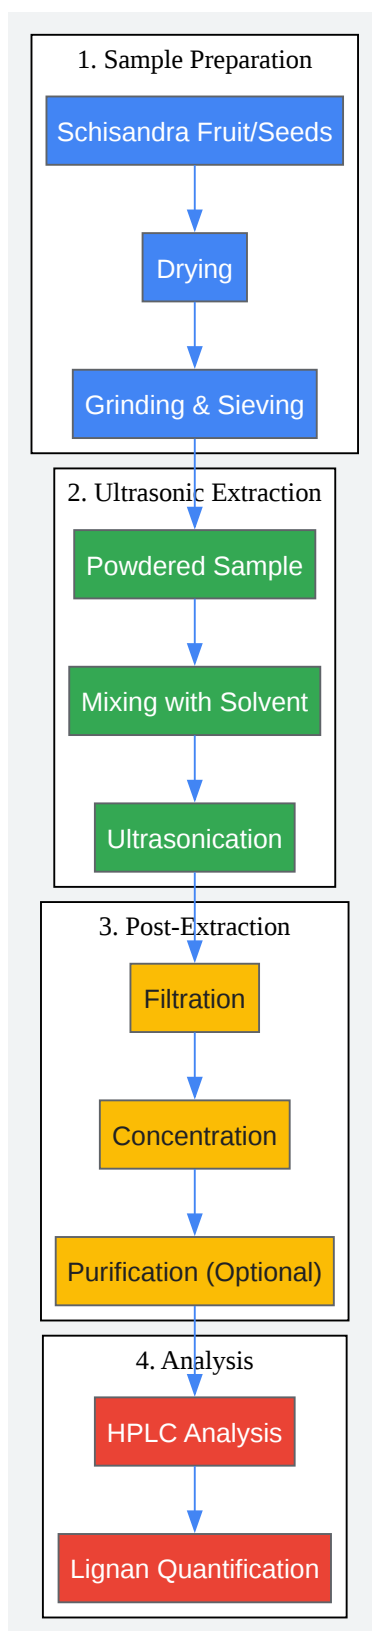 1. Sample Preparation
Schisandra Fruit/Seeds
Drying
Grinding & Sieving
2. Ultrasonic Extraction
Powdered Sample
Mixing with Solvent
Ultrasonication
3. Post-Extraction
Filtration
Concentration
Purification (Optional)
4. Analysis
HPLC Analysis
Lignan Quantification